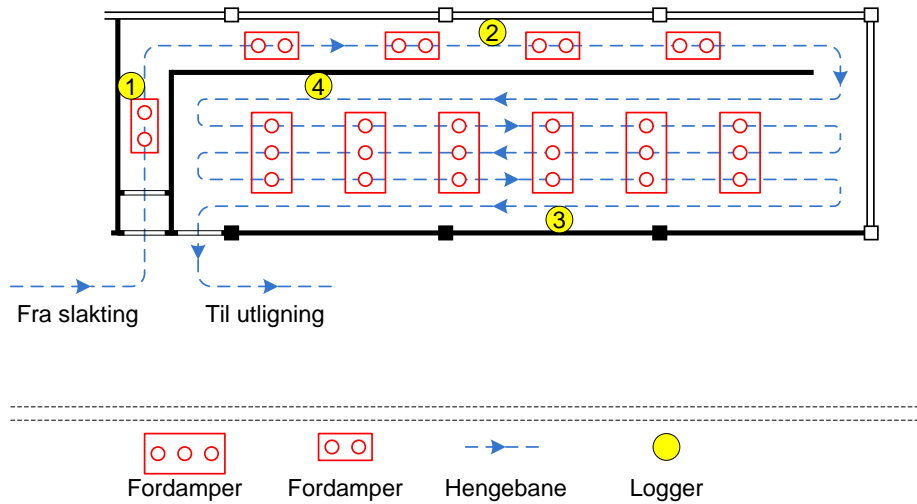 2
1
4
3
Fra slakting
Til utligning
Fordamper
Fordamper
Hengebane
Logger